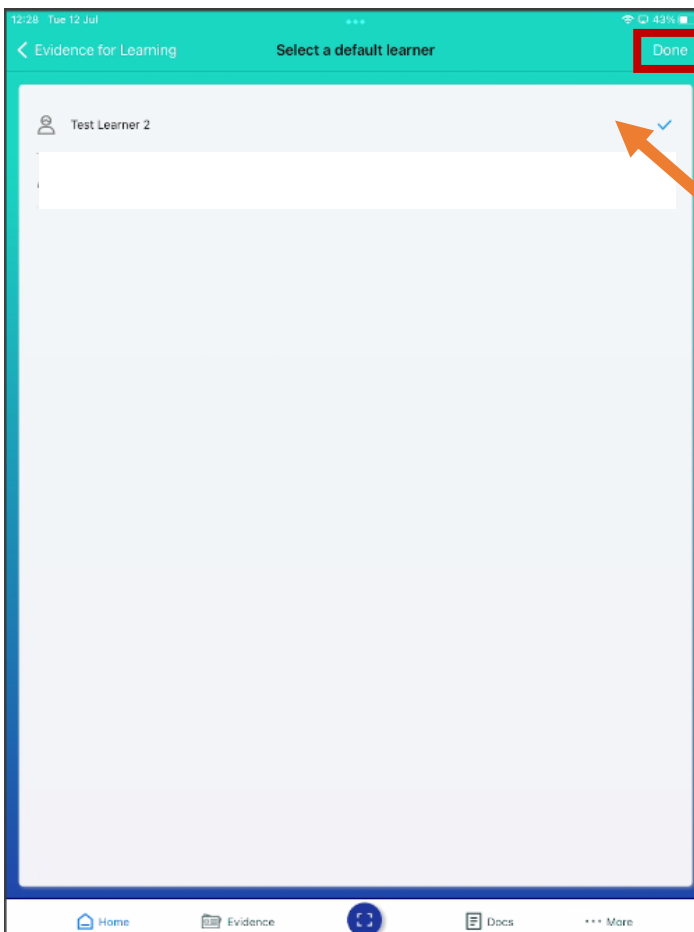 12:28 Tue 12 Jul
43%
Evidence for Learning
Select a default learner
Done
Test Learner 2
Home
Evidence
Docs
More